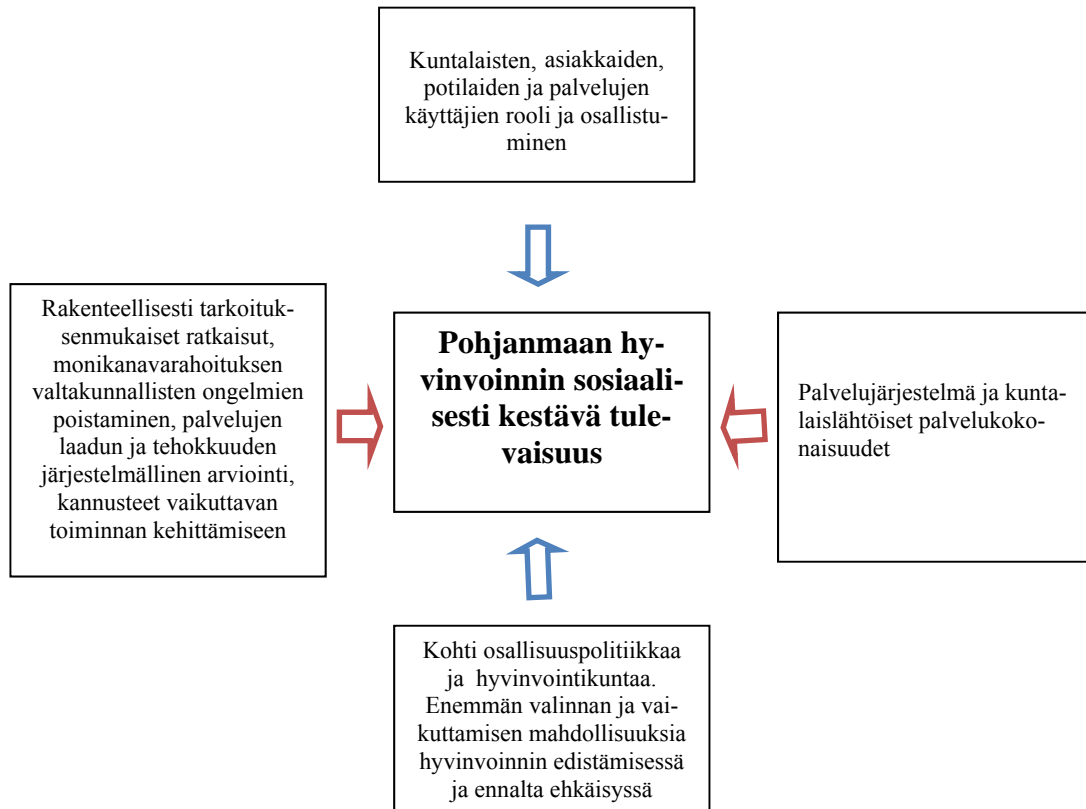 Kuntalaisten, asiakkaiden,
potilaiden ja palvelujen
käyttäjien rooli ja osallistu-
minen
Rakenteellisesti tarkoituk-
senmukaiset ratkaisut,
monikanavarahoituksen
valtakunnallisten ongelmien
poistaminen, palvelujen
laadun ja tehokkuuden
järjestelmällinen arviointi,
kannusteet vaikuttavan
toiminnan kehittämiseen
Pohjanmaan hy-
vinvoinnin sosiaali-
sesti kestävä tule-
vaisuus
Palvelujärjestelmä ja kunta-
laislähtöiset palvelukoko-
naisuudet
Kohti osallisuuspolitiikkaa
ja hyvinvointikuntaa.
Enemmän valinnan ja vai-
kuttamisen mahdollisuuksia
hyvinvoinnin edistämisessä
ja ennalta ehkäisyssä